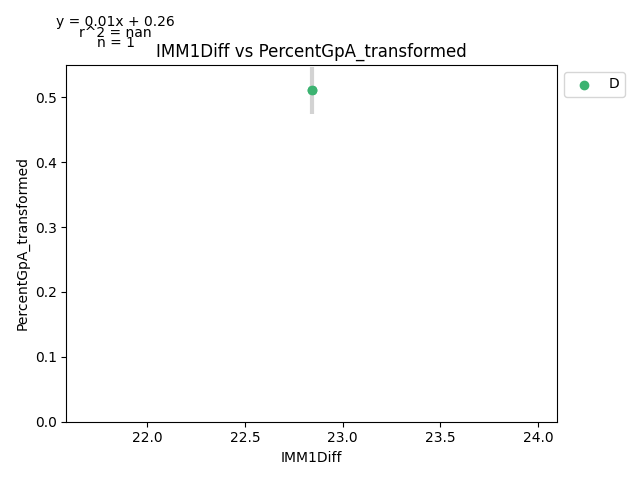 y = 0.01x + 0.26
r^2 = nan
n = 1
IMM1Diff vs PercentGpA_transformed
D
PercentGpA_transformed
0.5
0.4
0.3
0.2
0.1
0.0
22.0 22.5 23.0 23.5 24.0
IMM1Diff